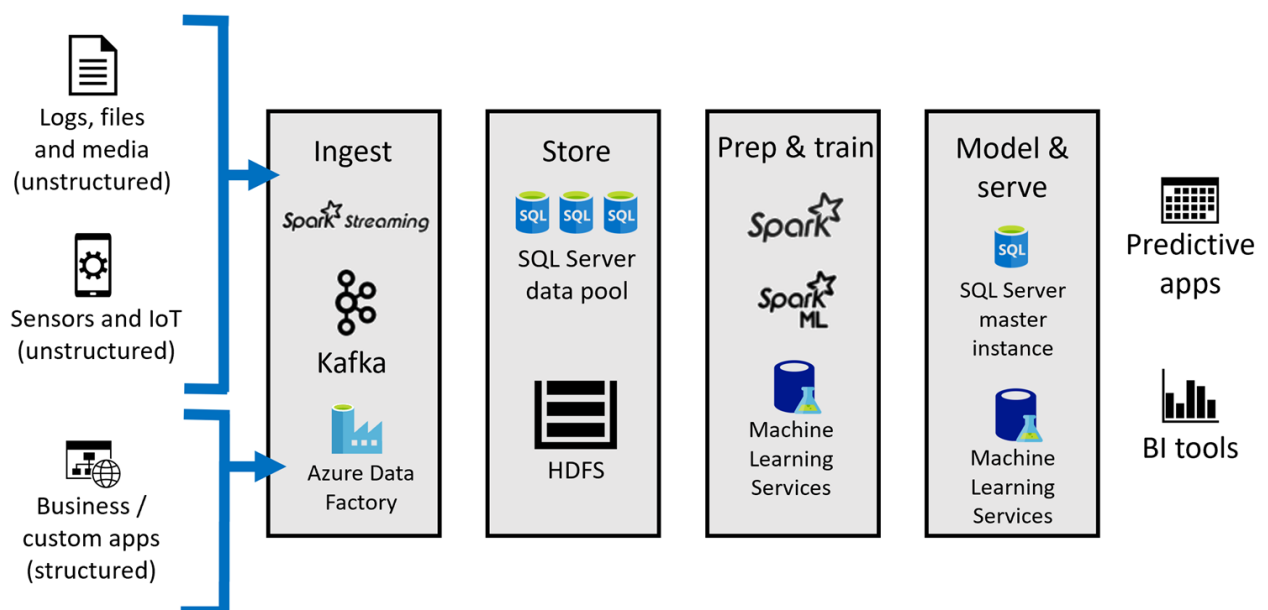 Logs, files
and media
(unstructured)
Sensors and IoT
(unstructured)
Business /
custom apps
(structured)
Ingest
Spark Streaming
Kafka
Azure Data
Factory
Store
SQL SQL SQL
SQL Server
data pool
HDFS
Prep & train
Spark
Spark
ML
Machine
Learning
Services
Model &
serve
SQL
SQL Server
master
instance
Machine
Learning
Services
Predictive
apps
BI tools